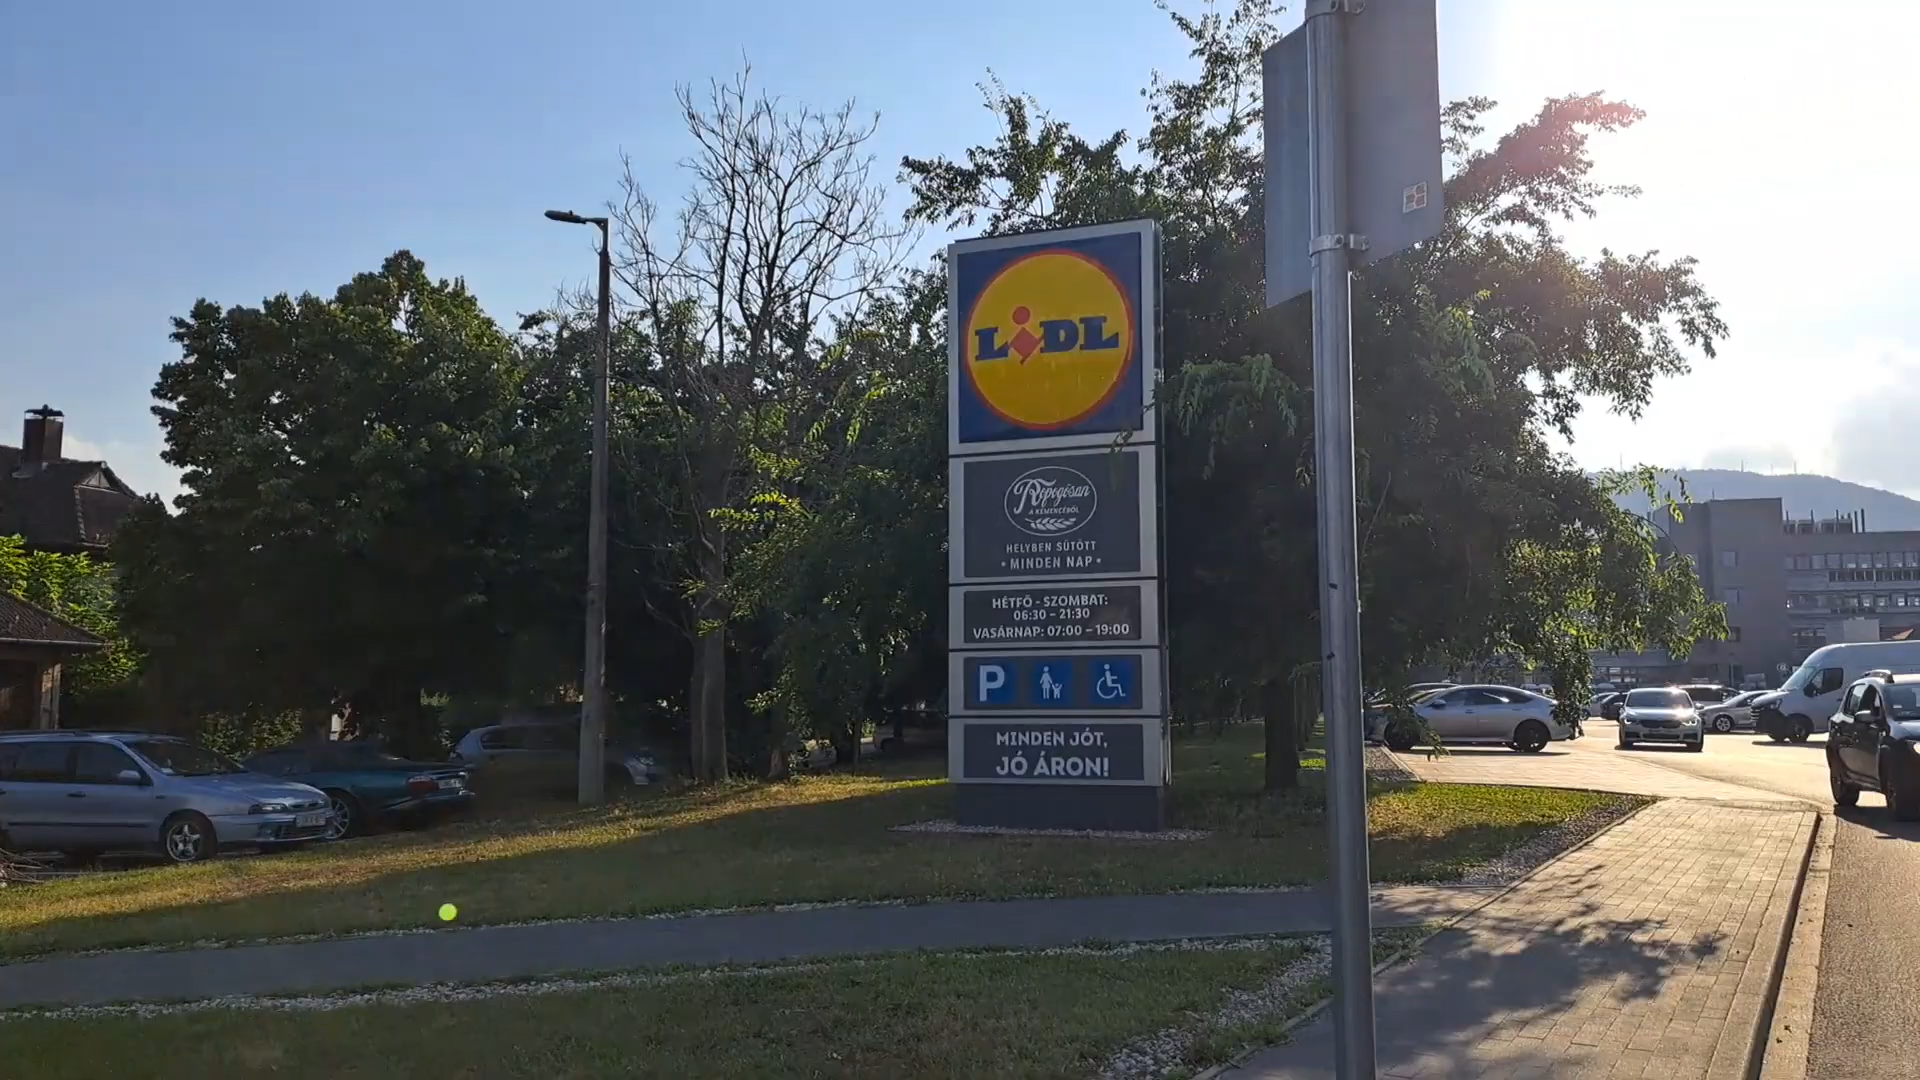 LIDL
Ropogósan
A KEMENCÉBŐL
HELYBEN SÜTÖTT
• MINDEN NAP •
HÉTFŐ - SZOMBAT:
06:30 - 21:30
VASÁRNAP: 07:00 - 19:00
P
MINDEN JÓT,
JÓ ÁRON!